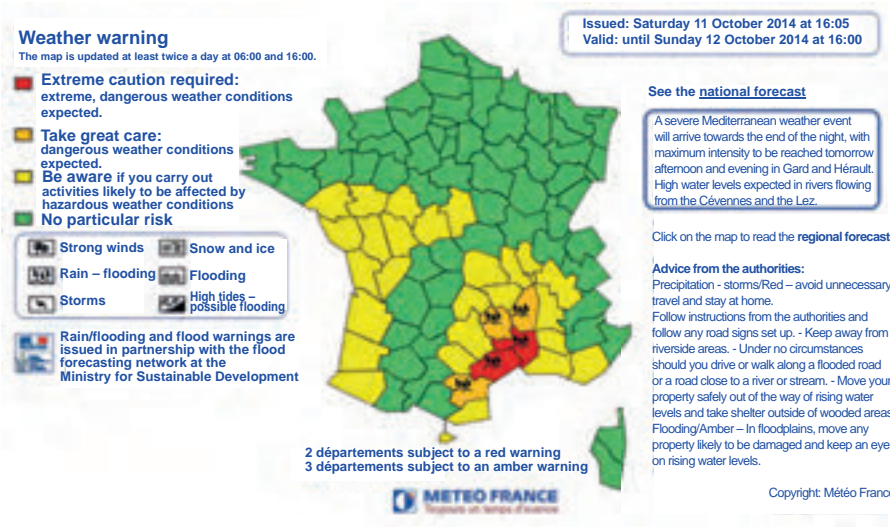 Weather warning
The map is updated at least twice a day at 06:00 and 16:00.
Extreme caution required:
extreme, dangerous weather conditions
expected.
Take great care:
dangerous weather conditions
expected.
Be aware if you carry out
activities likely to be affected by
hazardous weather conditions
No particular risk
Strong winds
Snow and ice
Rain – flooding
Flooding
Storms
High tides –
possible flooding
Rain/flooding and flood warnings are
issued in partnership with the flood
forecasting network at the
Ministry for Sustainable Development
2 départements subject to a red warning
3 départements subject to an amber warning
METEO FRANCE
Toujours un temps d'avance
Issued: Saturday 11 October 2014 at 16:05
Valid: until Sunday 12 October 2014 at 16:00
See the national forecast
A severe Mediterranean weather event
will arrive towards the end of the night, with
maximum intensity to be reached tomorrow
afternoon and evening in Gard and Hérault.
High water levels expected in rivers flowing
from the Cévennes and the Lez.
Click on the map to read the regional forecast
Advice from the authorities:
Precipitation - storms/Red – avoid unnecessary
travel and stay at home.
Follow instructions from the authorities and
follow any road signs set up. - Keep away from
riverside areas. - Under no circumstances
should you drive or walk along a flooded road
or a road close to a river or stream. - Move your
property safely out of the way of rising water
levels and take shelter outside of wooded areas
Flooding/Amber – In floodplains, move any
property likely to be damaged and keep an eye
on rising water levels.
Copyright: Météo France